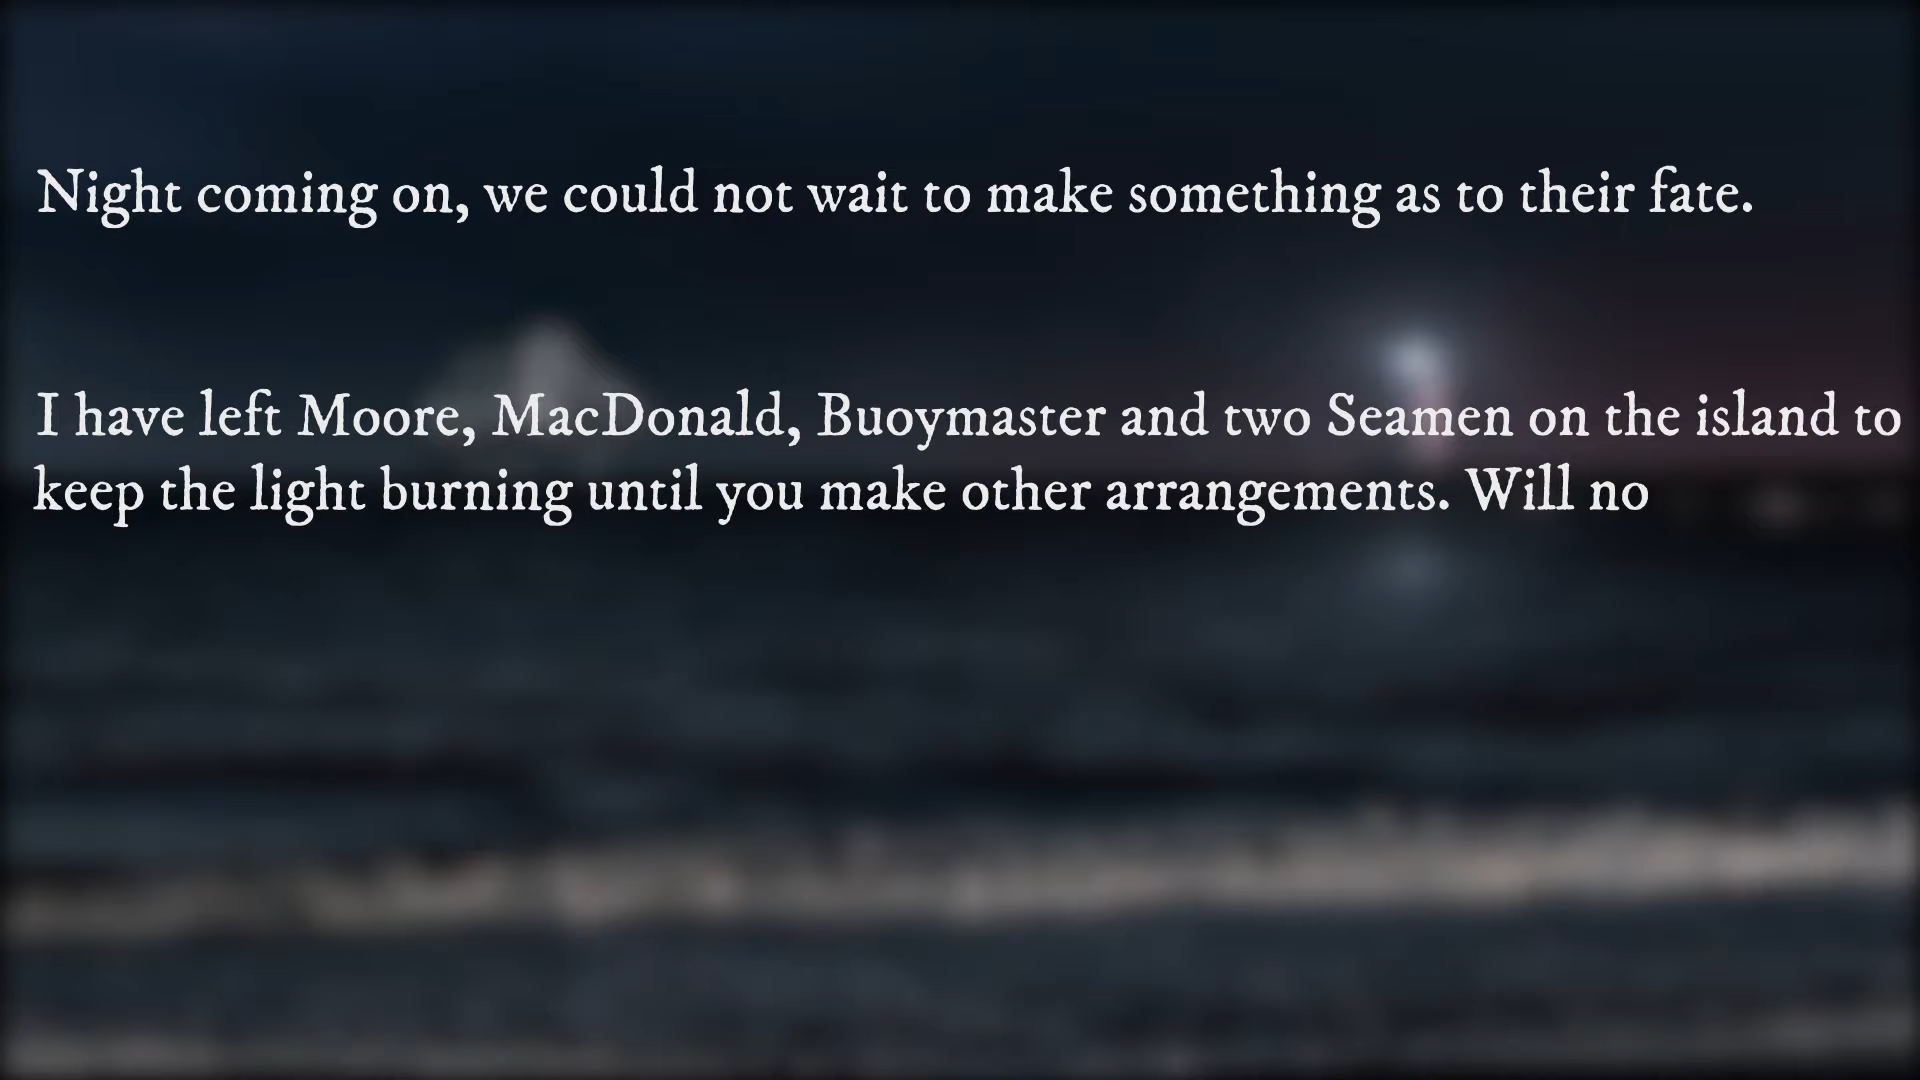 Night coming on, we could not wait to make something as to their fate.
I have left Moore, MacDonald, Buoymaster and two Seamen on the island to
keep the light burning until you make other arrangements. Will no